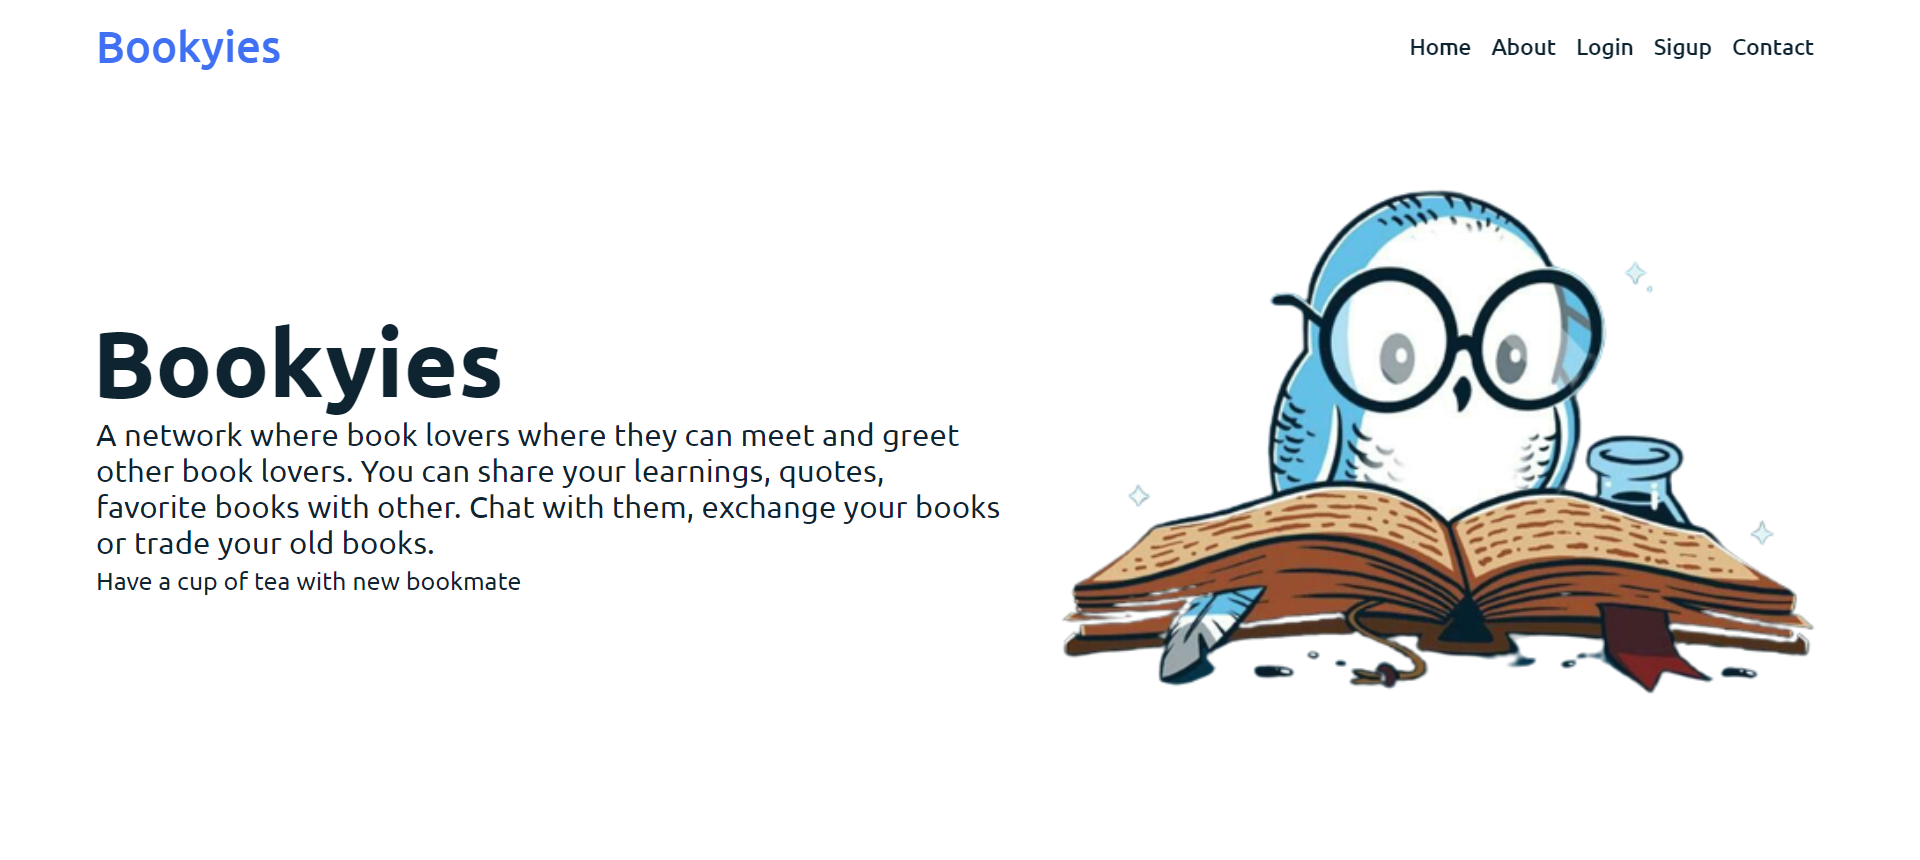 Bookyies
Home About Login Sigup Contact
Bookyies
A network where book lovers where they can meet and greet
other book lovers. You can share your learnings, quotes,
favorite books with other. Chat with them, exchange your books
or trade your old books.
Have a cup of tea with new bookmate